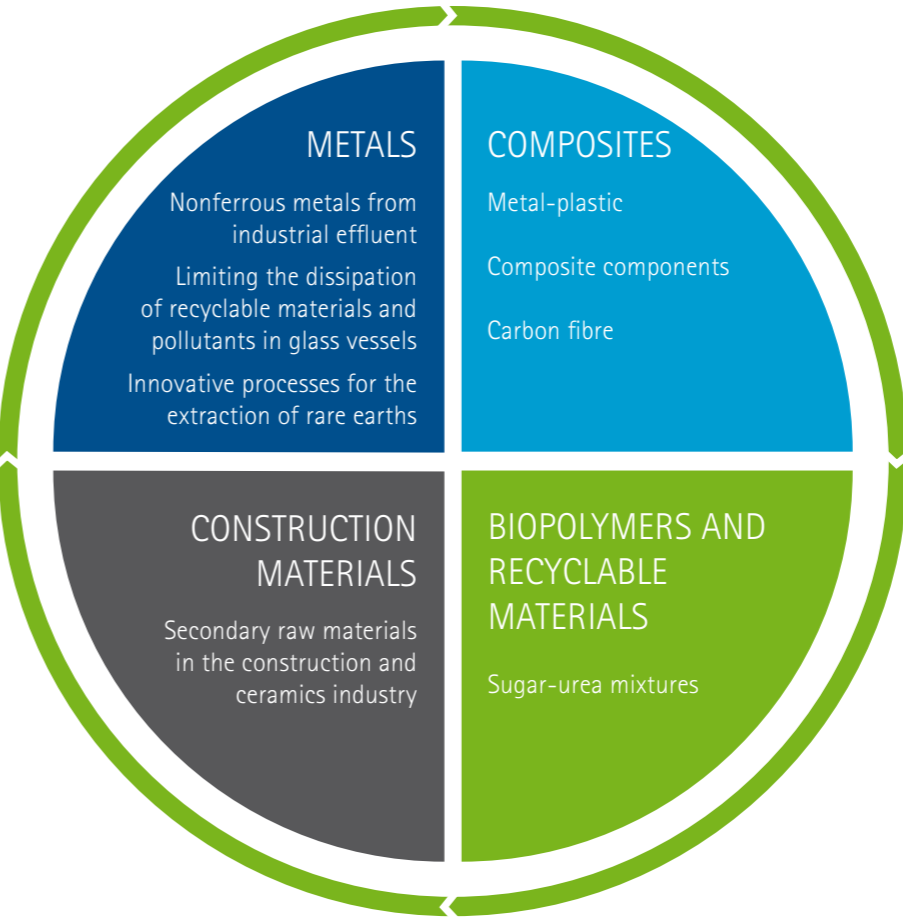 METALS
Nonferrous metals from
industrial effluent
Limiting the dissipation
of recyclable materials and
pollutants in glass vessels
Innovative processes for the
extraction of rare earths
COMPOSITES
Metal-plastic
Composite components
Carbon fibre
CONSTRUCTION
MATERIALS
Secondary raw materials
in the construction and
ceramics industry
BIOPOLYMERS AND
RECYCLABLE
MATERIALS
Sugar-urea mixtures